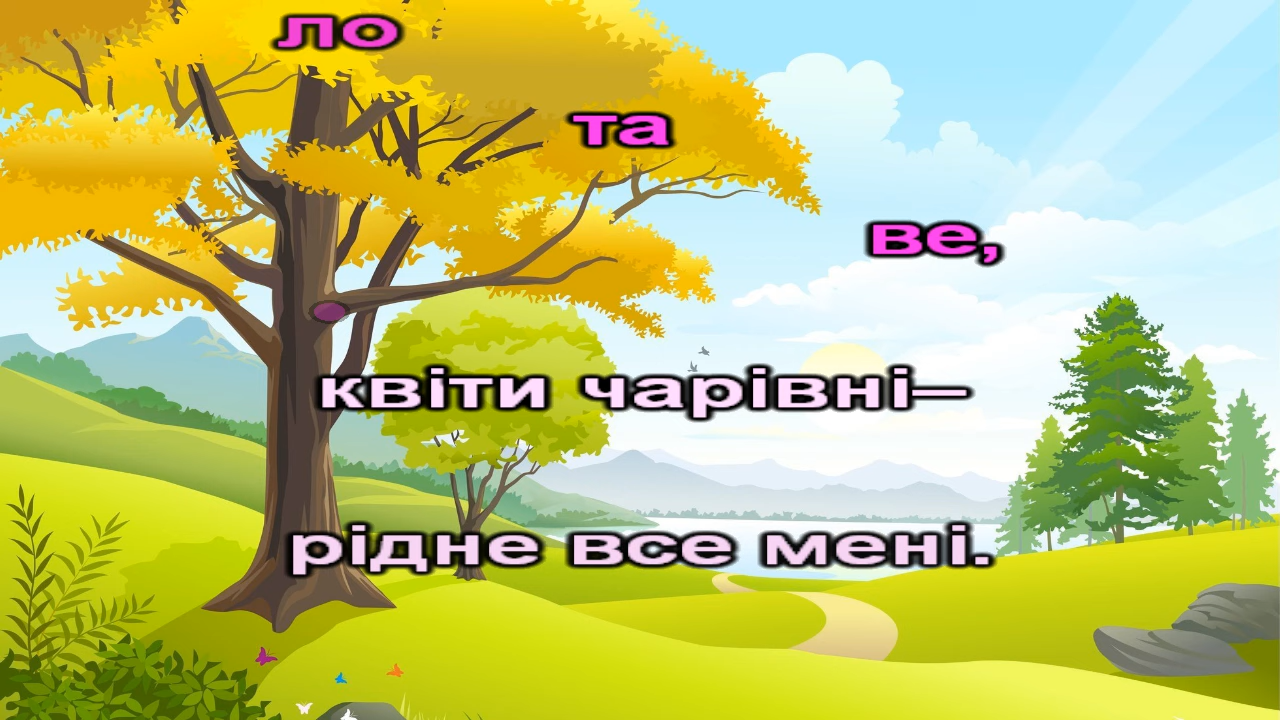 ло
та
ве,
квіти чарівні–
рідне все мені.